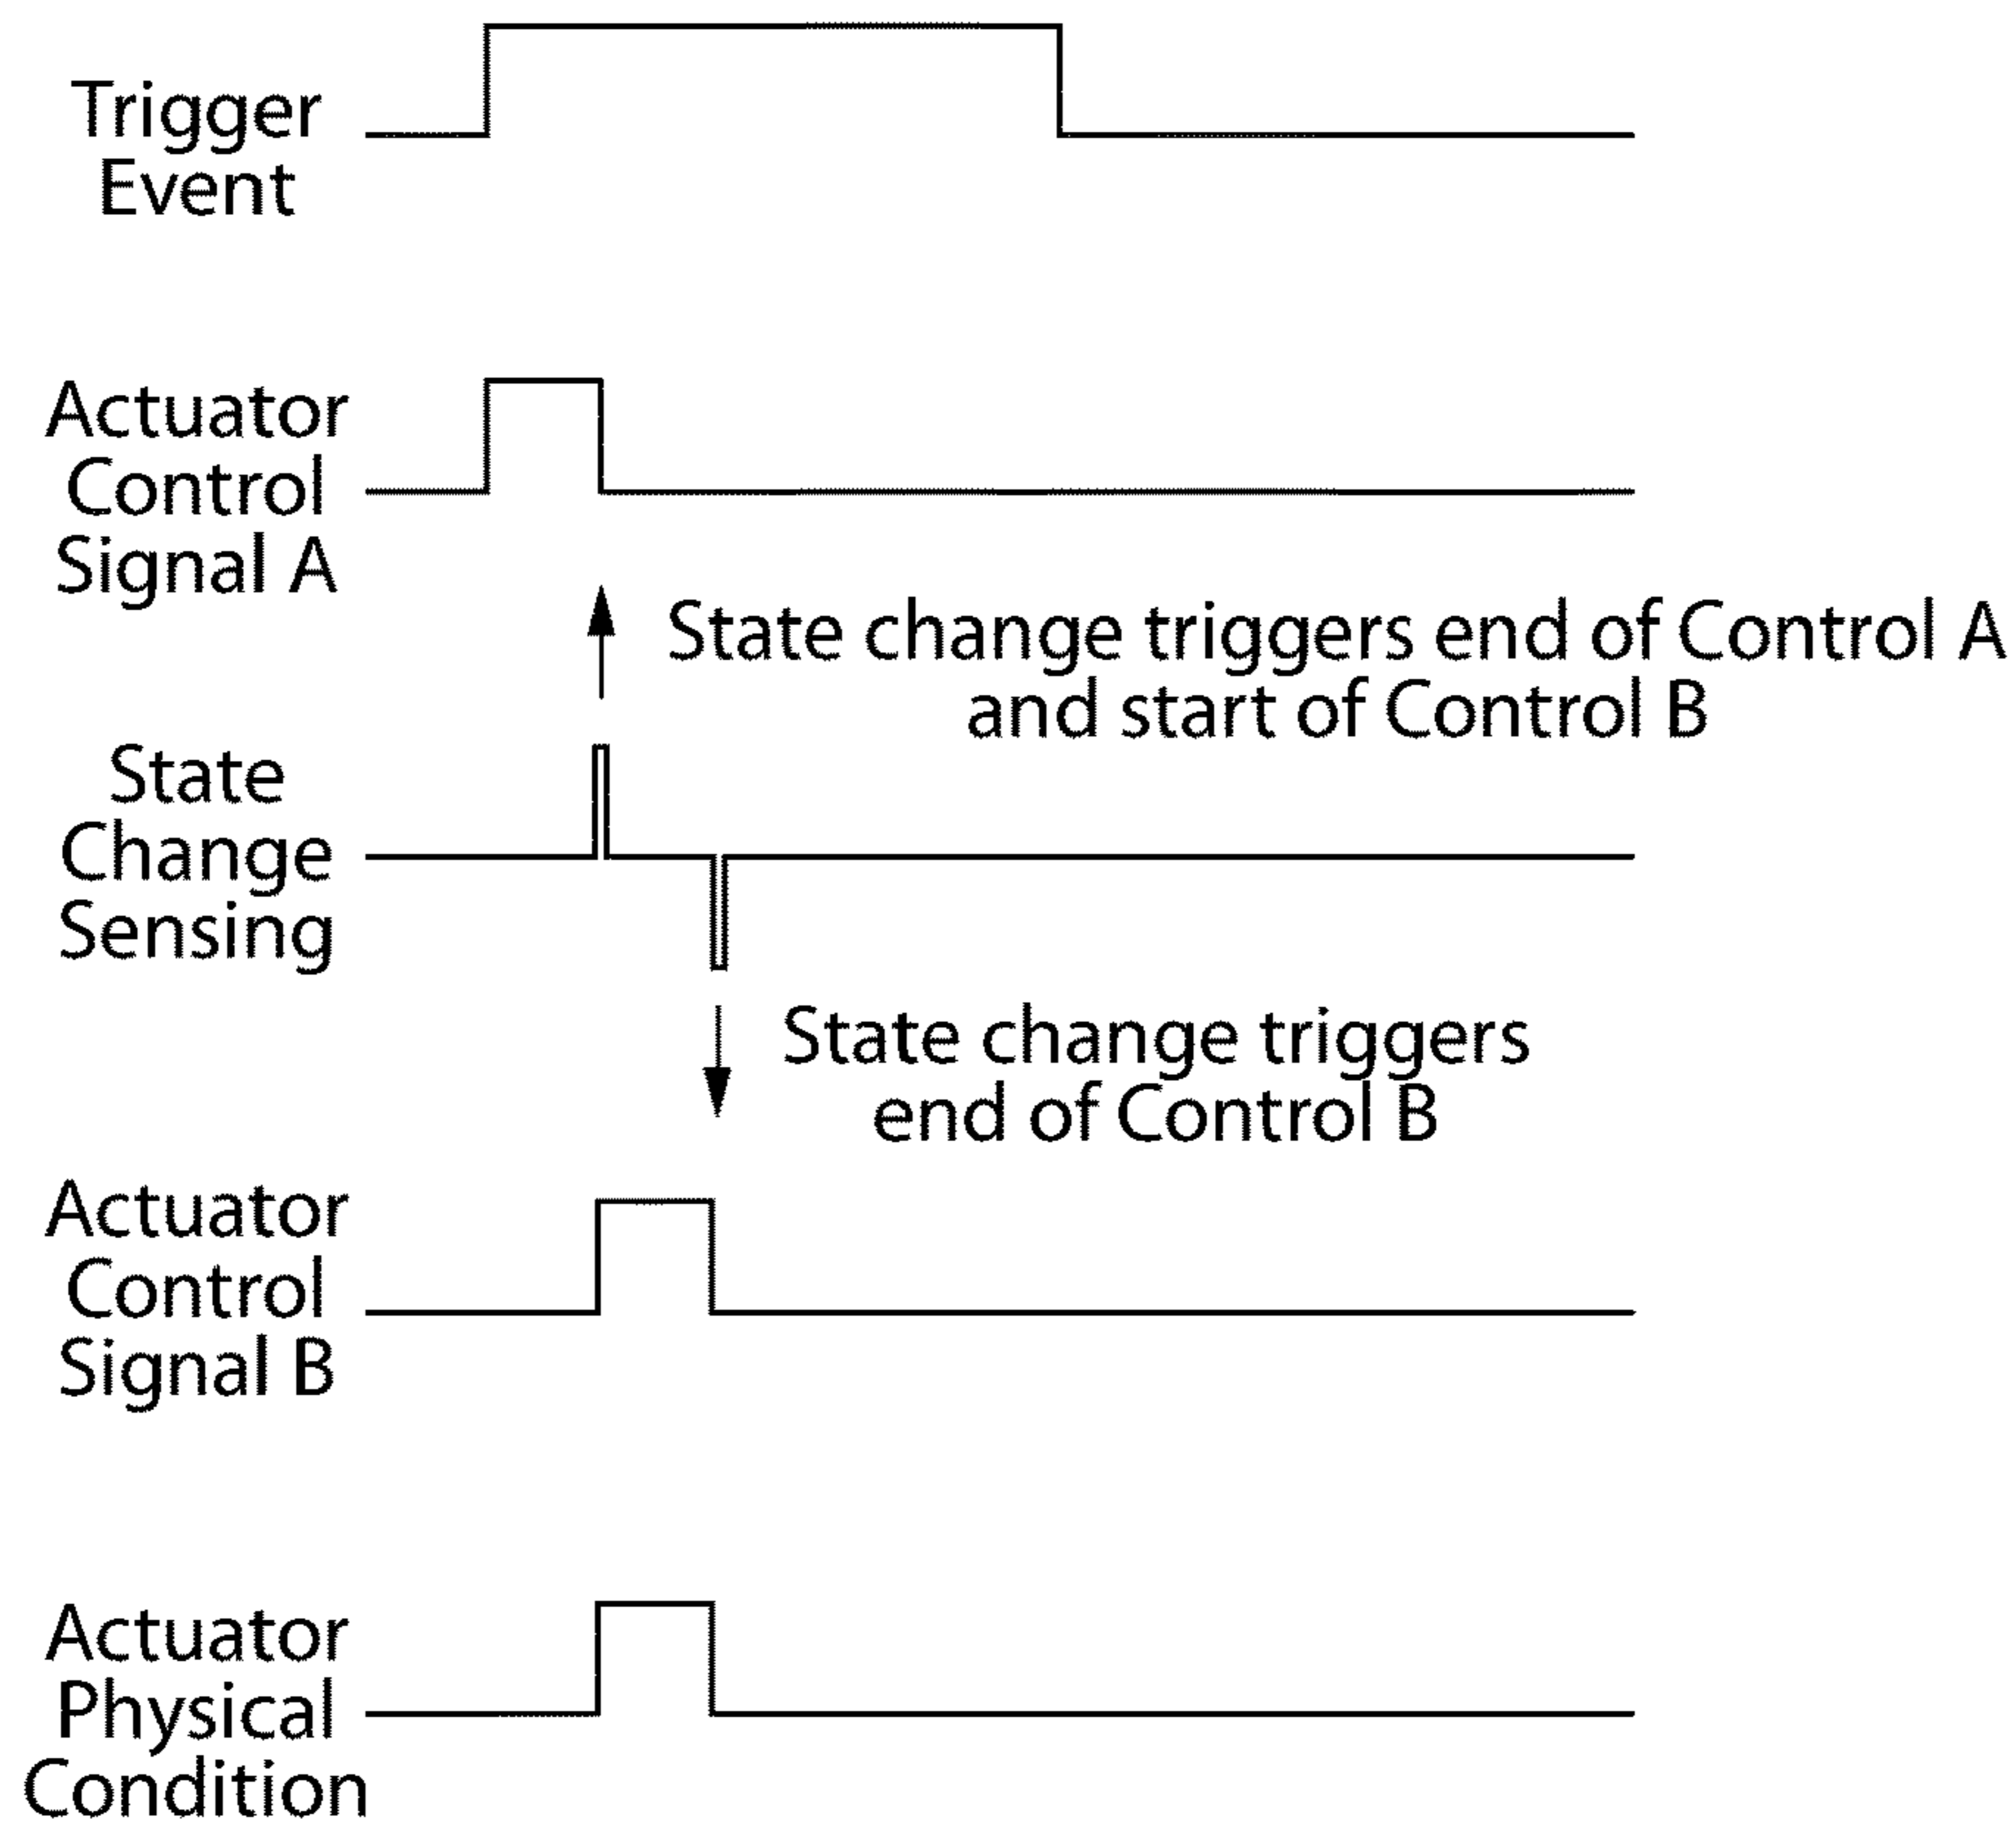 Trigger
Event
Actuator
Control
Signal A
State change triggers end of Control A
and start of Control B
State
Change
Sensing
State change triggers
end of Control B
Actuator
Control
Signal B
Actuator
Physical
Condition